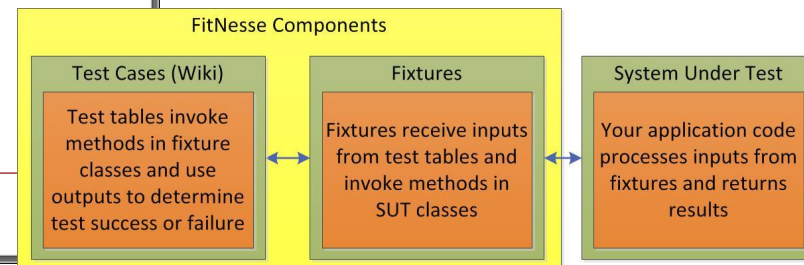 FitNesse Components
Test Cases (Wiki)
Test tables invoke
methods in fixture
classes and use
outputs to determine
test success or failure
Fixtures
Fixtures receive inputs
from test tables and
invoke methods in
SUT classes
System Under Test
Your application code
processes inputs from
fixtures and returns
results